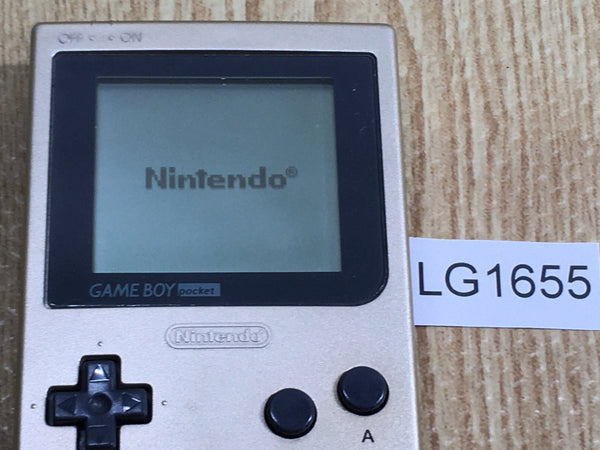 OFF ON
Nintendo®
GAME BOY pocket
Nintendo®
LG1655
A